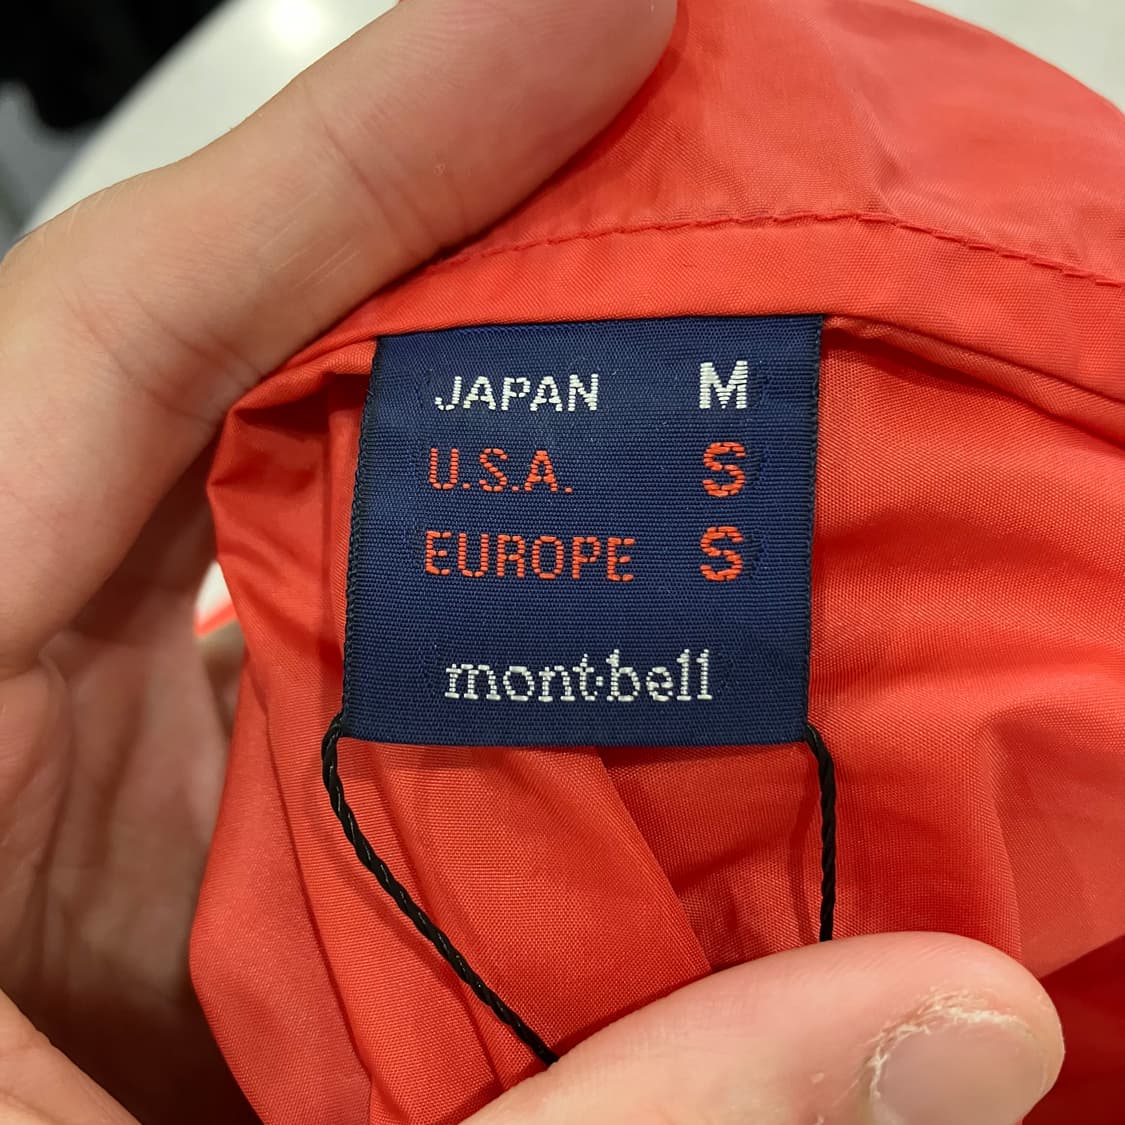 JAPAN M
U.S.A. S
EUROPE S
mont-bell